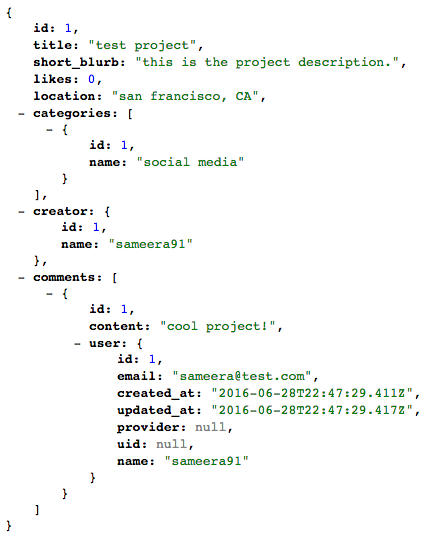 {
id: 1,
title: "test project",
short_blurb: "this is the project description.",
likes: 0,
location: "san francisco, CA",
- categories: [
- {
id: 1,
name: "social media"
}
],
- creator: {
id: 1,
name: "sameera91"
},
- comments: [
- {
id: 1,
content: "cool project!",
- user: {
id: 1,
email: "sameera@test.com",
created_at: "2016-06-28T22:47:29.411Z",
updated_at: "2016-06-28T22:47:29.417Z",
provider: null,
uid: null,
name: "sameera91"
}
}
]
}